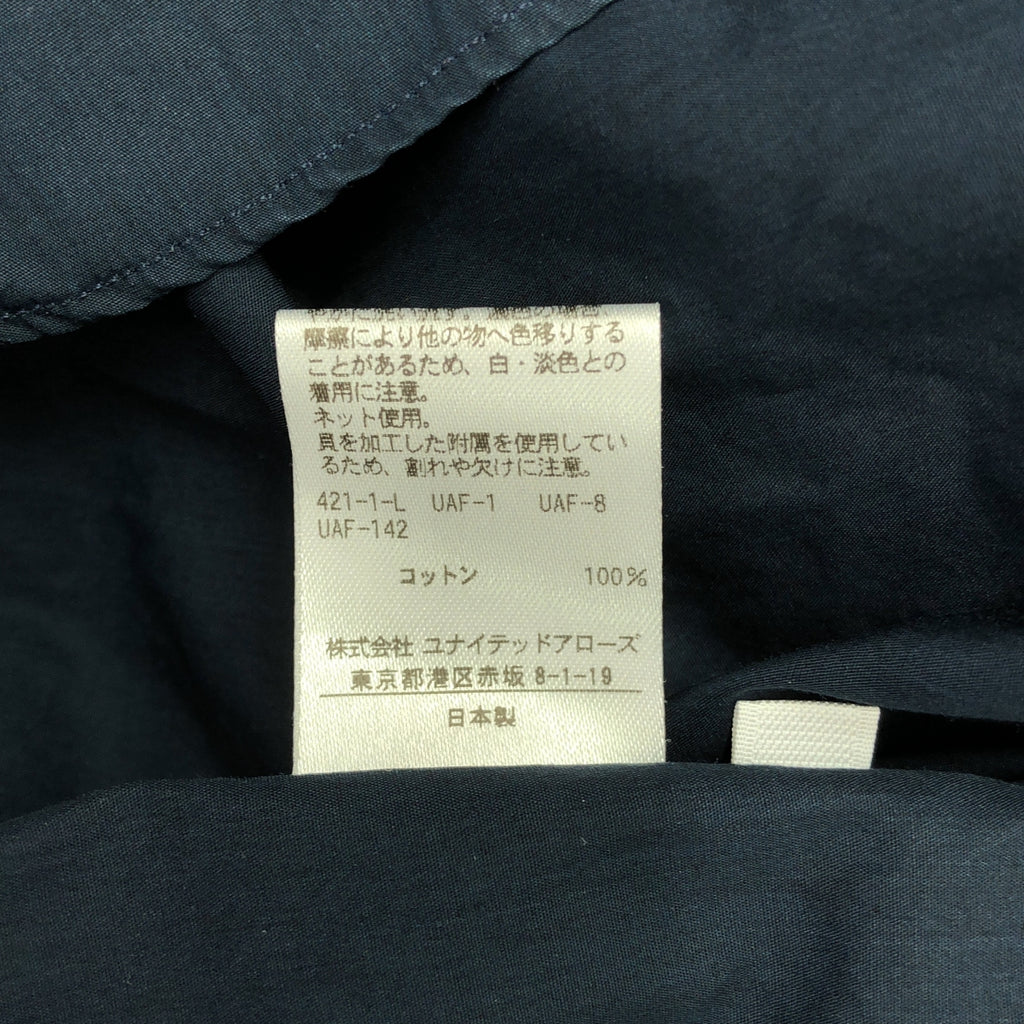 摩擦により他の物へ色移りする
ことがあるため、白・淡色との
着用に注意。
ネット使用。
貝を加工した附属を使用してい
るため、割れや欠けに注意。
421-1-L UAF-1 UAF-8
UAF-142
コットン 100%
株式会社 ユナイテッドアローズ
東京都港区赤坂 8-1-19
日本製